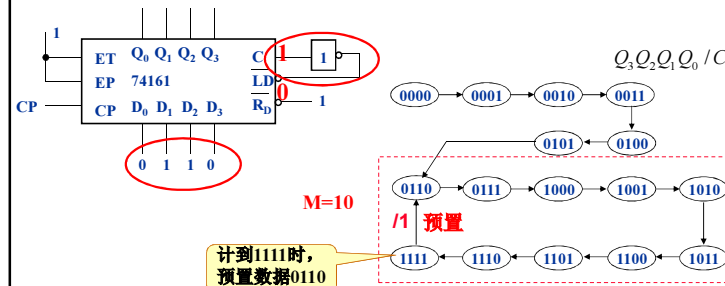 1
ET Q₀ Q₁ Q₂ Q₃ C 1 1
EP 74161 L̅D̅ 0
CP CP D₀ D₁ D₂ D₃ R̅_D̅ 1
0 1 1 0
Q₃Q₂Q₁Q₀ / C
0000 0001 0010 0011
0101 0100
M=10
0110 0111 1000 1001 1010
/1 预置
1111 1110 1101 1100 1011
计到1111时，
预置数据0110